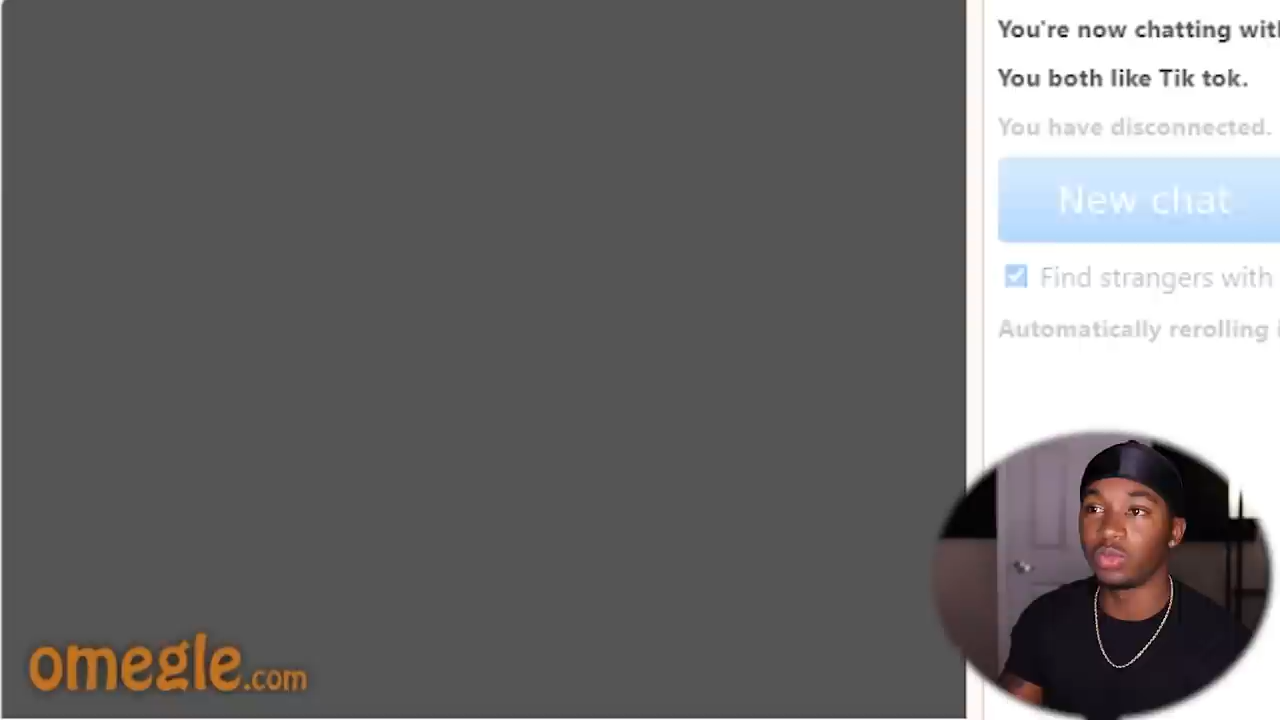 You're now chatting with
You both like Tik tok.
You have disconnected.
New chat
Find strangers with
Automatically rerolling
omegle.com